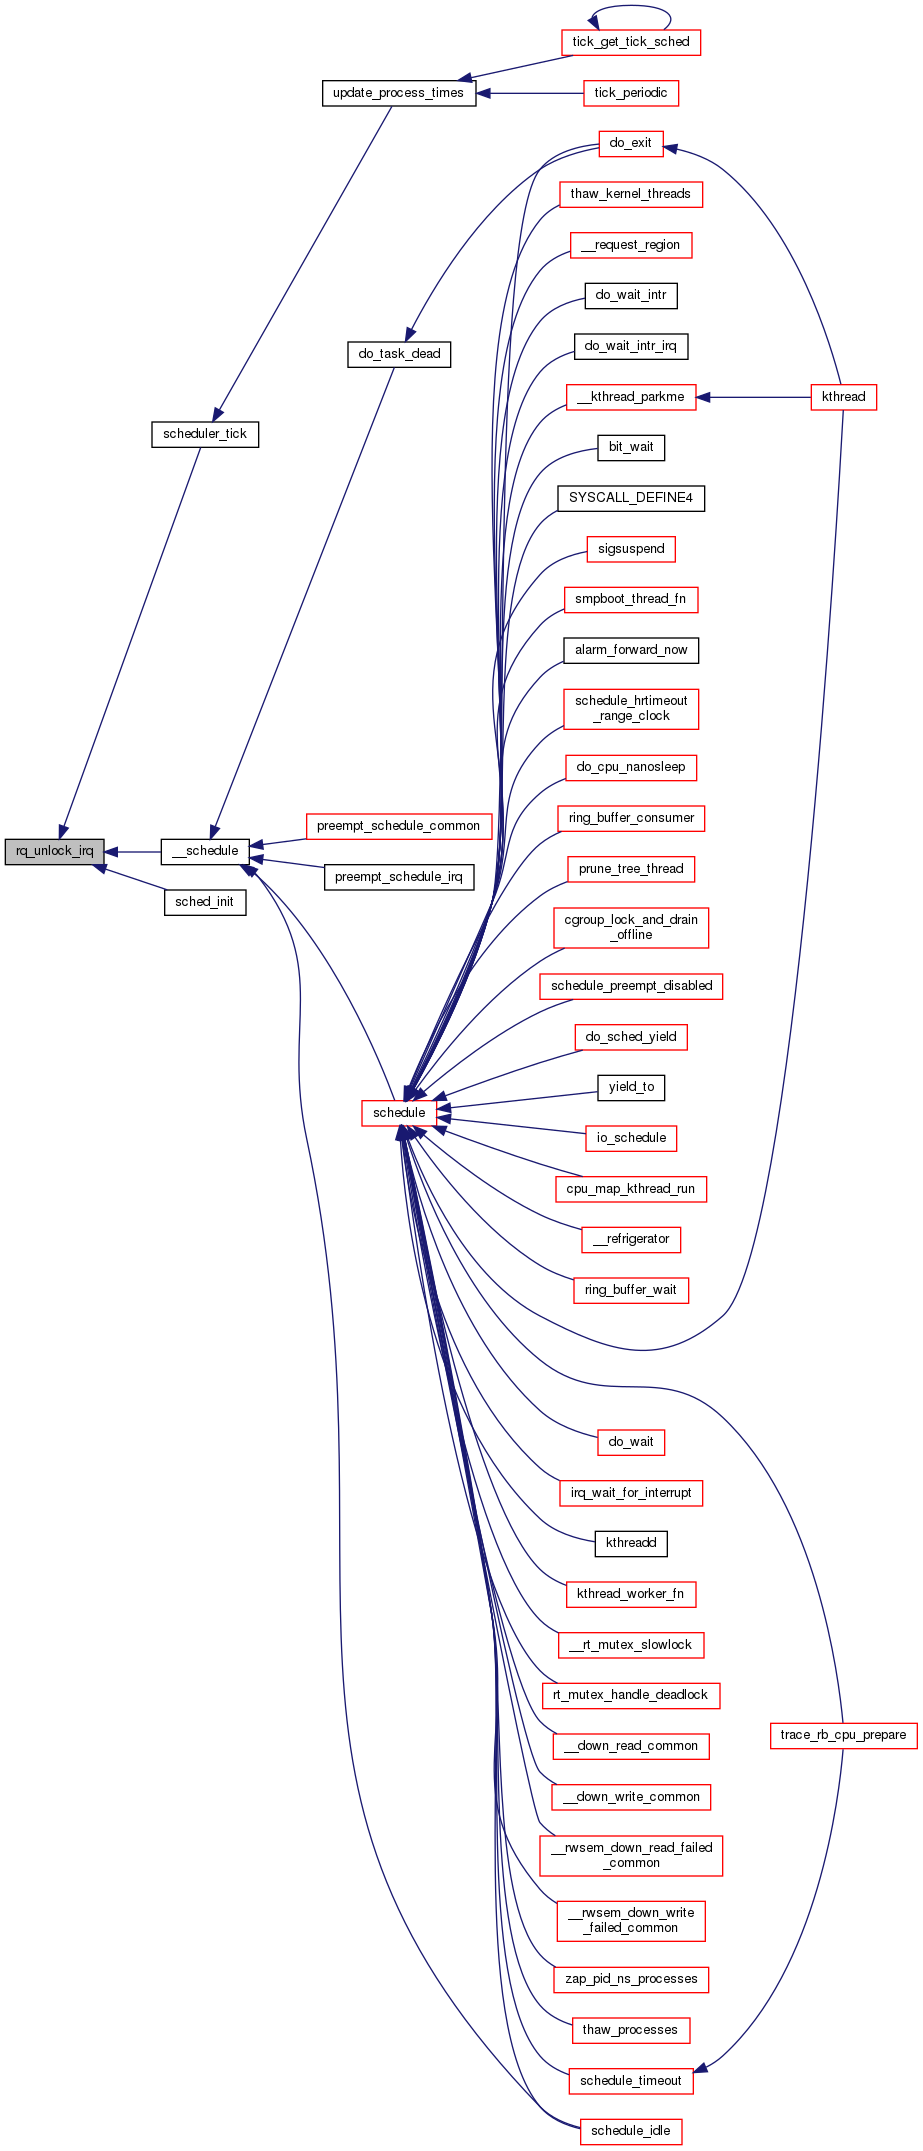 tick_get_tick_sched
update_process_times
tick_periodic
do_exit
thaw_kernel_threads
__request_region
do_wait_intr
do_task_dead
do_wait_intr_irq
__kthread_parkme
kthread
scheduler_tick
bit_wait
SYSCALL_DEFINE4
sigsuspend
smpboot_thread_fn
alarm_forward_now
schedule_hrtimeout
_range_clock
do_cpu_nanosleep
ring_buffer_consumer
preempt_schedule_common
rq_unlock_irq
__schedule
prune_tree_thread
preempt_schedule_irq
sched_init
cgroup_lock_and_drain
_offline
schedule_preempt_disabled
do_sched_yield
yield_to
schedule
io_schedule
cpu_map_kthread_run
__refrigerator
ring_buffer_wait
do_wait
irq_wait_for_interrupt
kthreadd
kthread_worker_fn
__rt_mutex_slowlock
rt_mutex_handle_deadlock
trace_rb_cpu_prepare
__down_read_common
__down_write_common
__rwsem_down_read_failed
_common
__rwsem_down_write
_failed_common
zap_pid_ns_processes
thaw_processes
schedule_timeout
schedule_idle